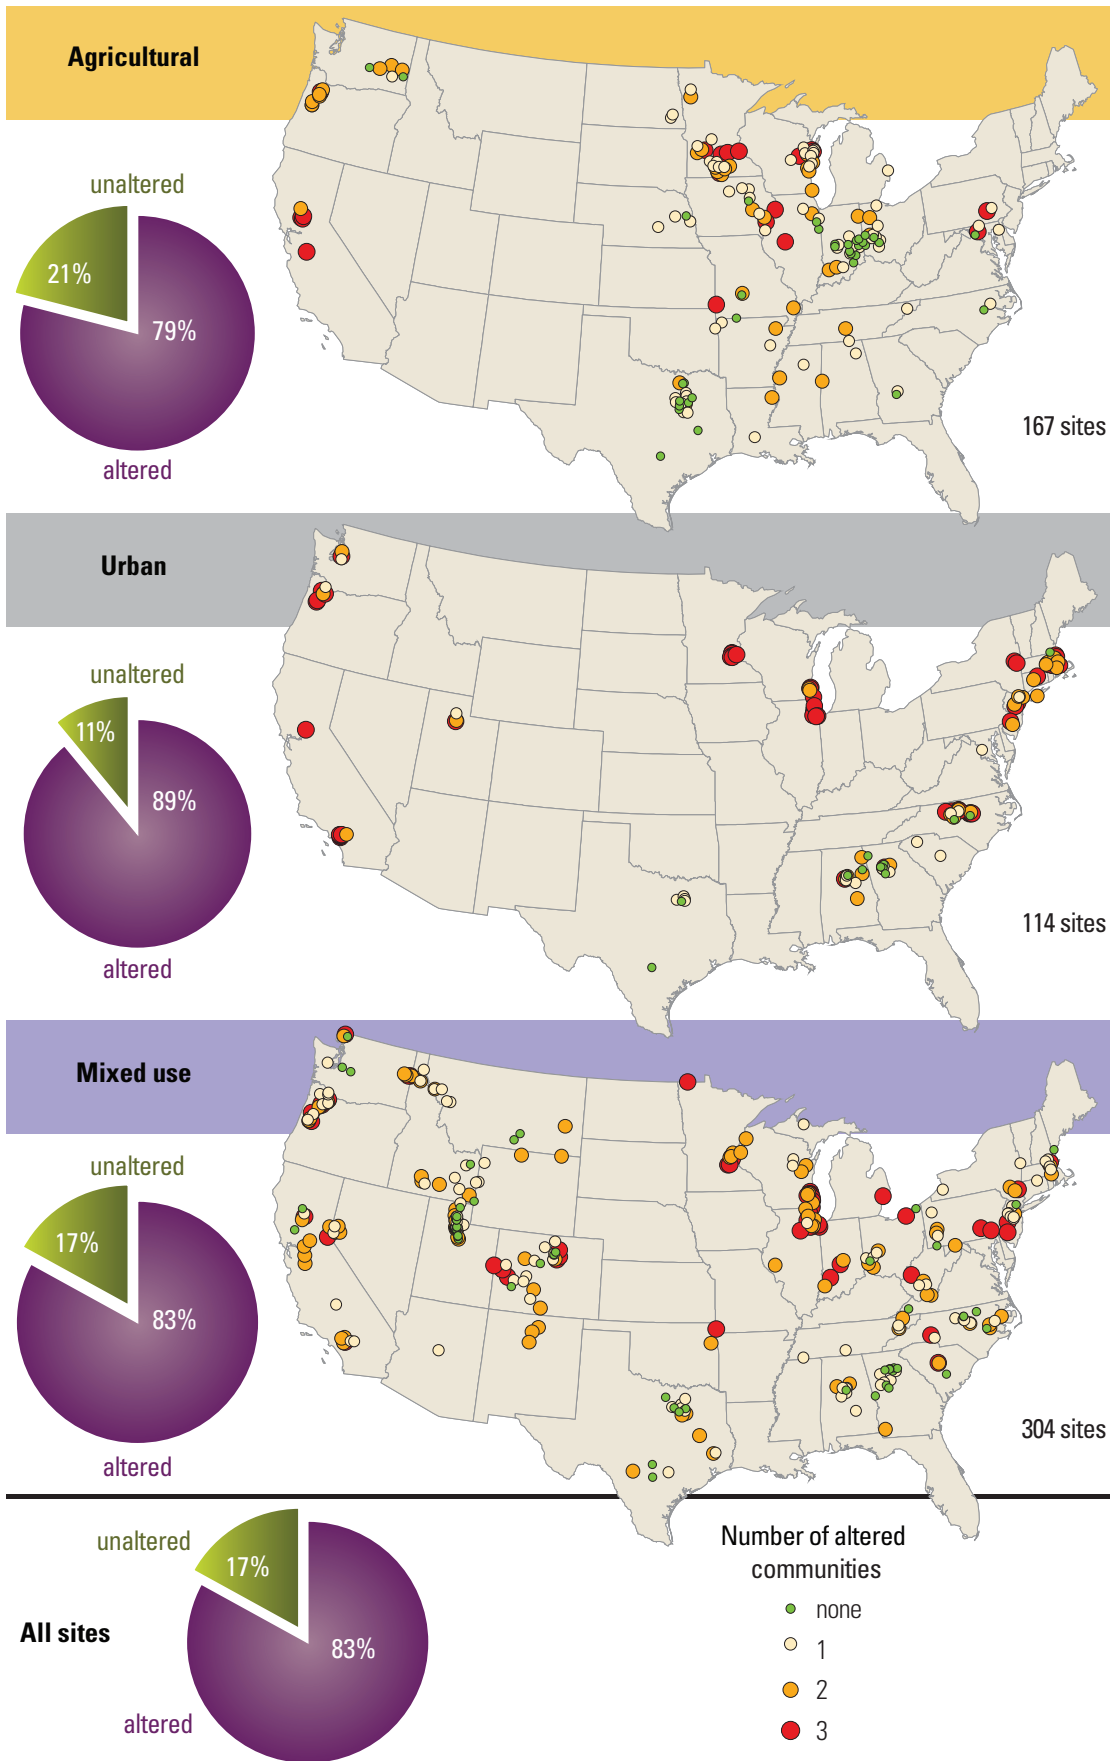 Agricultural
unaltered
21%
79%
altered
167 sites
Urban
unaltered
11%
89%
altered
114 sites
Mixed use
unaltered
17%
83%
altered
304 sites
unaltered
17%
All sites
83%
altered
Number of altered
communities
none
1
2
3